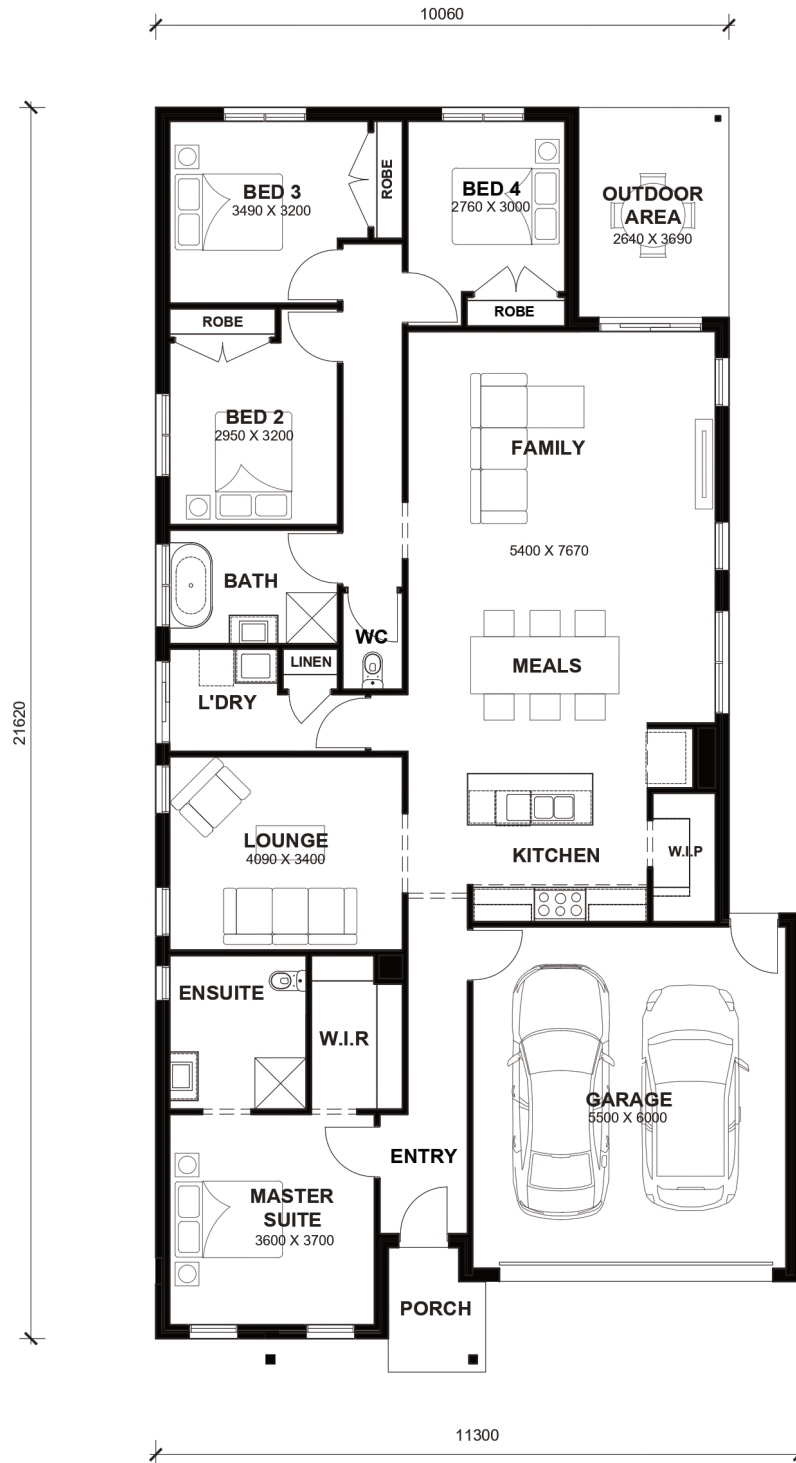 10060
BED 3
3490 X 3200
ROBE
BED 4
2760 X 3000
ROBE
OUTDOOR
AREA
2640 X 3690
ROBE
BED 2
2950 X 3200
FAMILY
5400 X 7670
BATH
WC
MEALS
LINEN
L'DRY
21620
LOUNGE
4090 X 3400
KITCHEN
W.I.P
ENSUITE
W.I.R
GARAGE
5500 X 6000
ENTRY
MASTER
SUITE
3600 X 3700
PORCH
11300